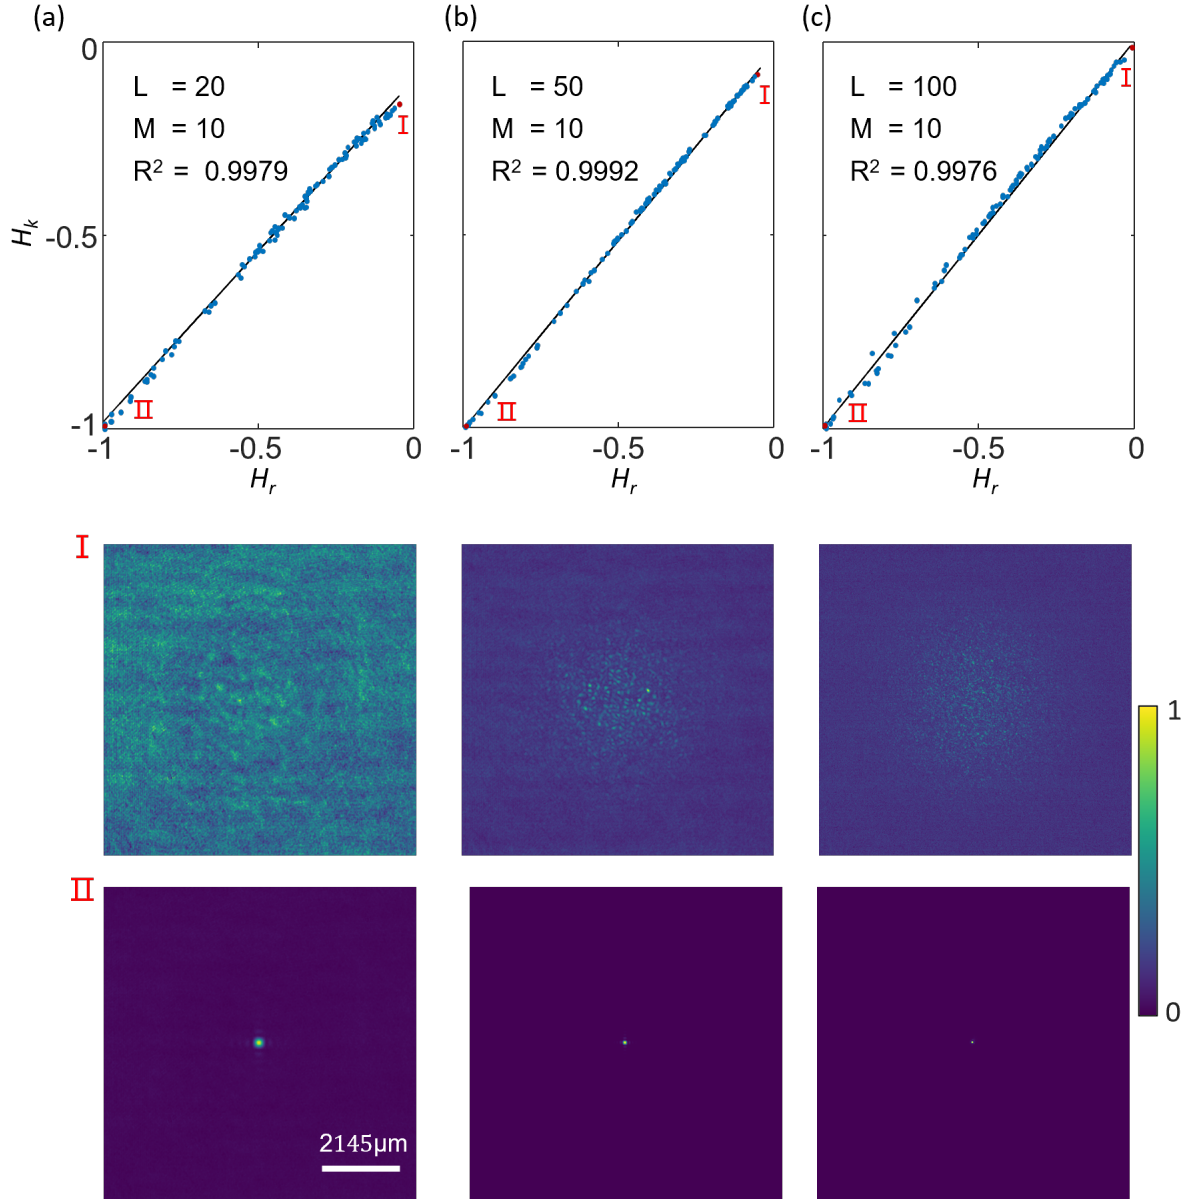 (a)
(b)
(c)
0
L = 20
M = 10
R² = 0.9979
I
L = 50
M = 10
R² = 0.9992
I
L = 100
M = 10
R² = 0.9976
I
Hk
-0.5
-1
II
II
II
-1
-0.5
0
-1
-0.5
0
-1
-0.5
0
Hr
Hr
Hr
I
1
0
II
2145µm